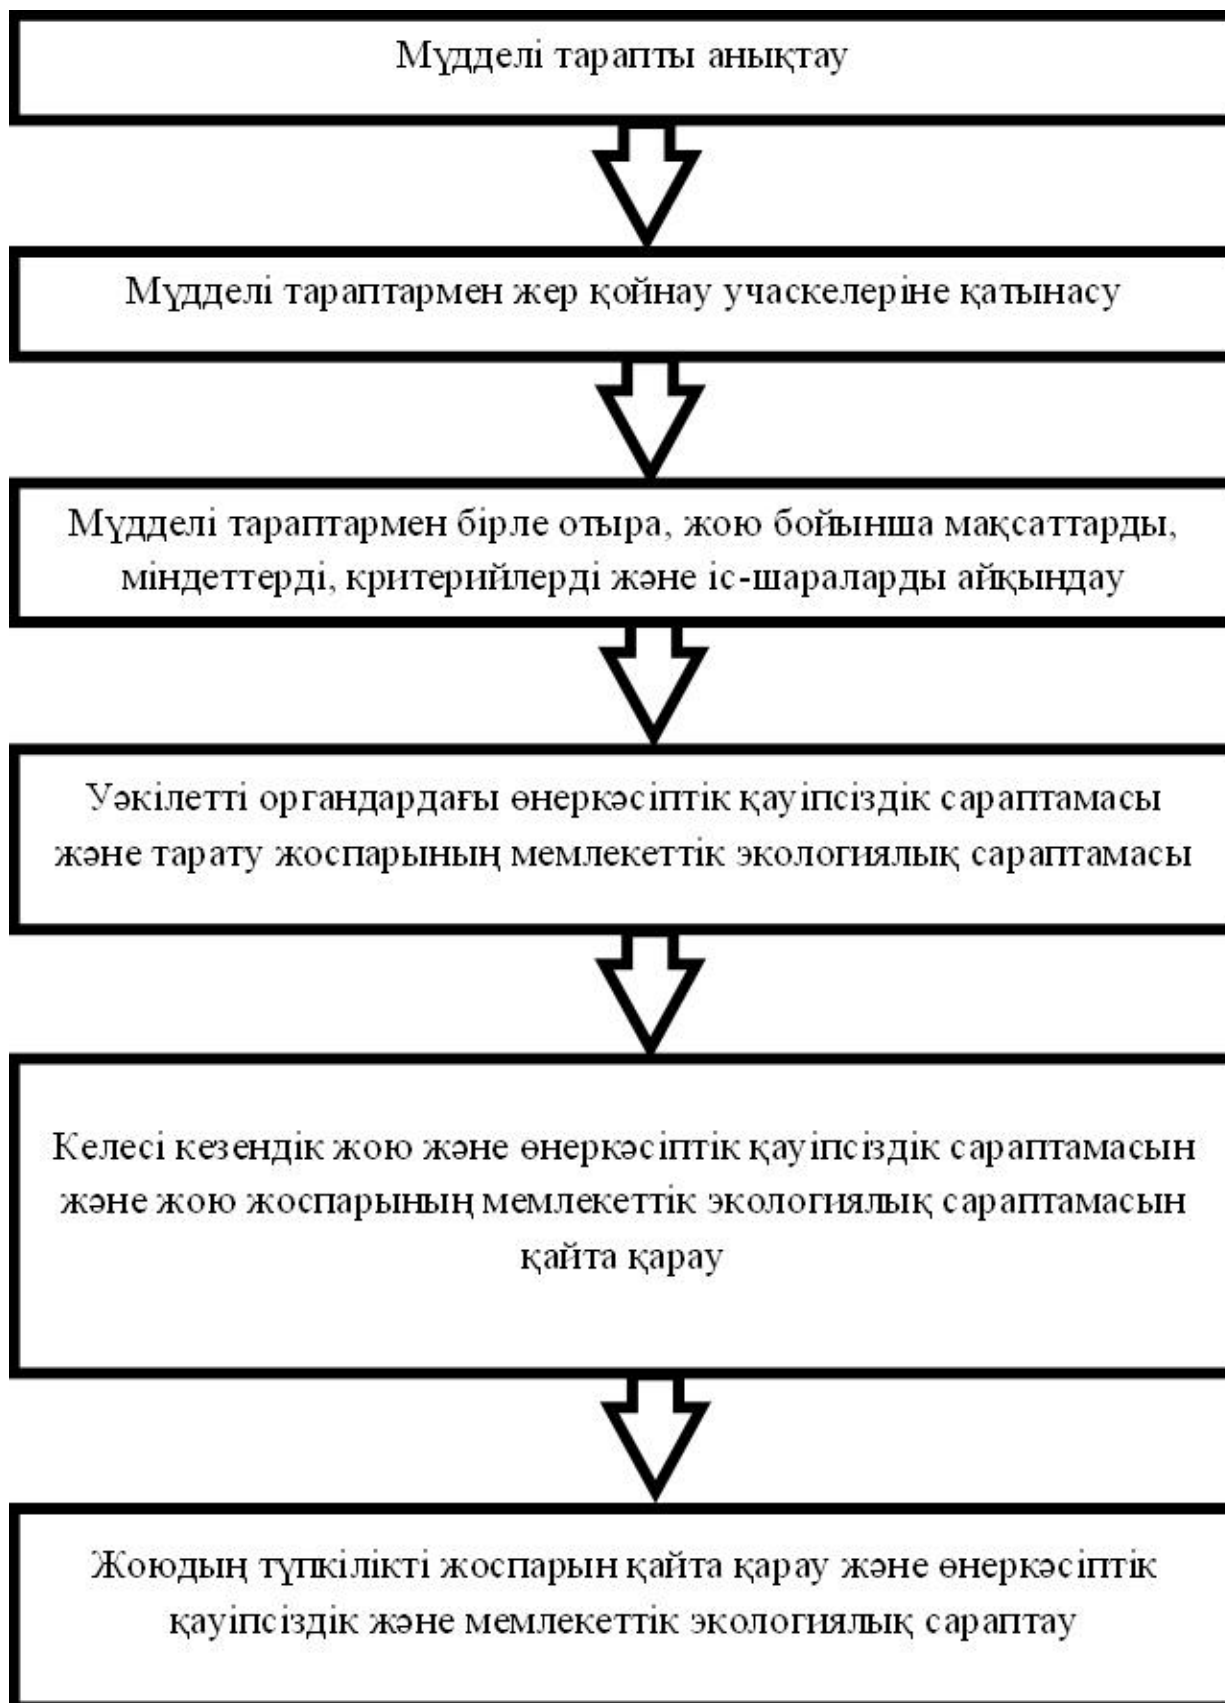 Мүдделі тарапты анықтау
Мүдделі тараптармен жер қойнау учаскелеріне қатынасу
Мүдделі тараптармен бірле отыра, жою бойынша мақсаттарды,
міндеттерді, критерийлерді және іс-шараларды айқындау
Уәкілетті органдардағы өнеркәсіптік қауіпсіздік сараптамасы
және тарату жоспарының мемлекеттік экологиялық сараптамасы
Келесі кезендік жою және өнеркәсіптік қауіпсіздік сараптамасын
және жою жоспарының мемлекеттік экологиялық сараптамасын
қайта қарау
Жоюдың түпкілікті жоспарын қайта қарау және өнеркәсіптік
қауіпсіздік және мемлекеттік экологиялық сараптау